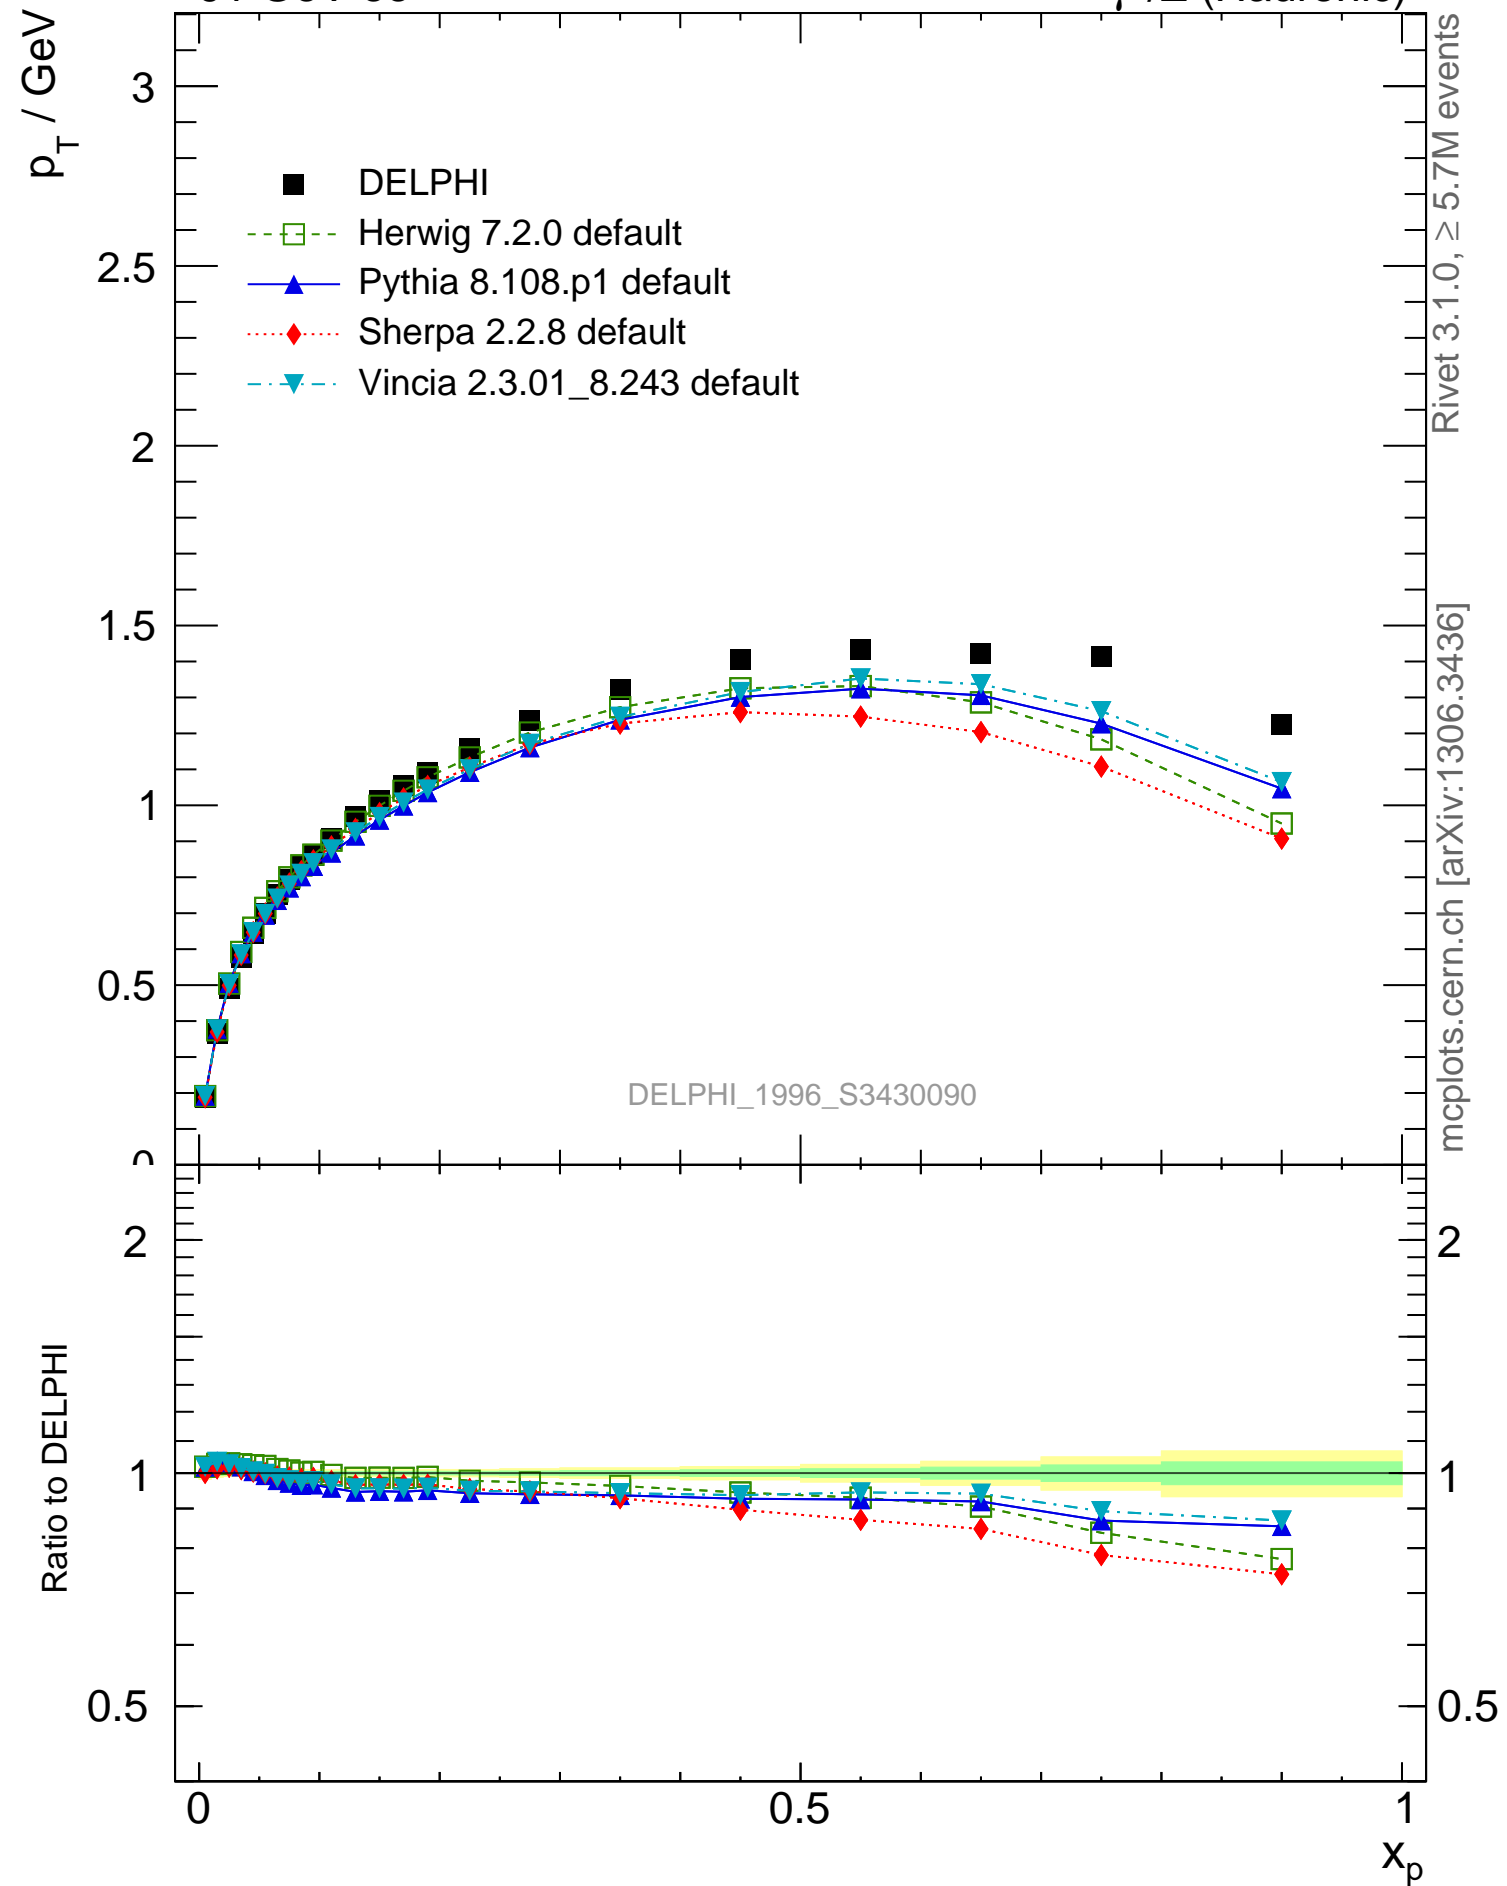 p_T / GeV
3
2.5
2
1.5
1
0.5
0
DELPHI
Herwig 7.2.0 default
Pythia 8.108.p1 default
Sherpa 2.2.8 default
Vincia 2.3.01_8.243 default
DELPHI_1996_S3430090
Rivet 3.1.0, ≥ 5.7M events
mcplots.cern.ch [arXiv:1306.3436]
Ratio to DELPHI
2
1
0.5
2
1
0.5
0
0.5
1
x_p